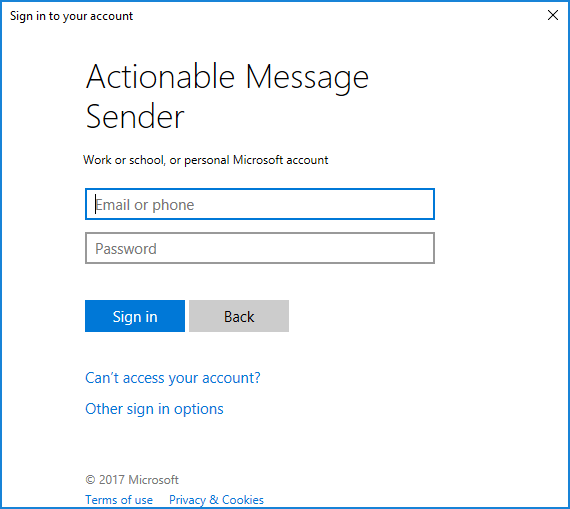 Sign in to your account
Actionable Message
Sender
Work or school, or personal Microsoft account
Email or phone
Password
Sign in Back
Can't access your account?
Other sign in options
© 2017 Microsoft
Terms of use Privacy & Cookies